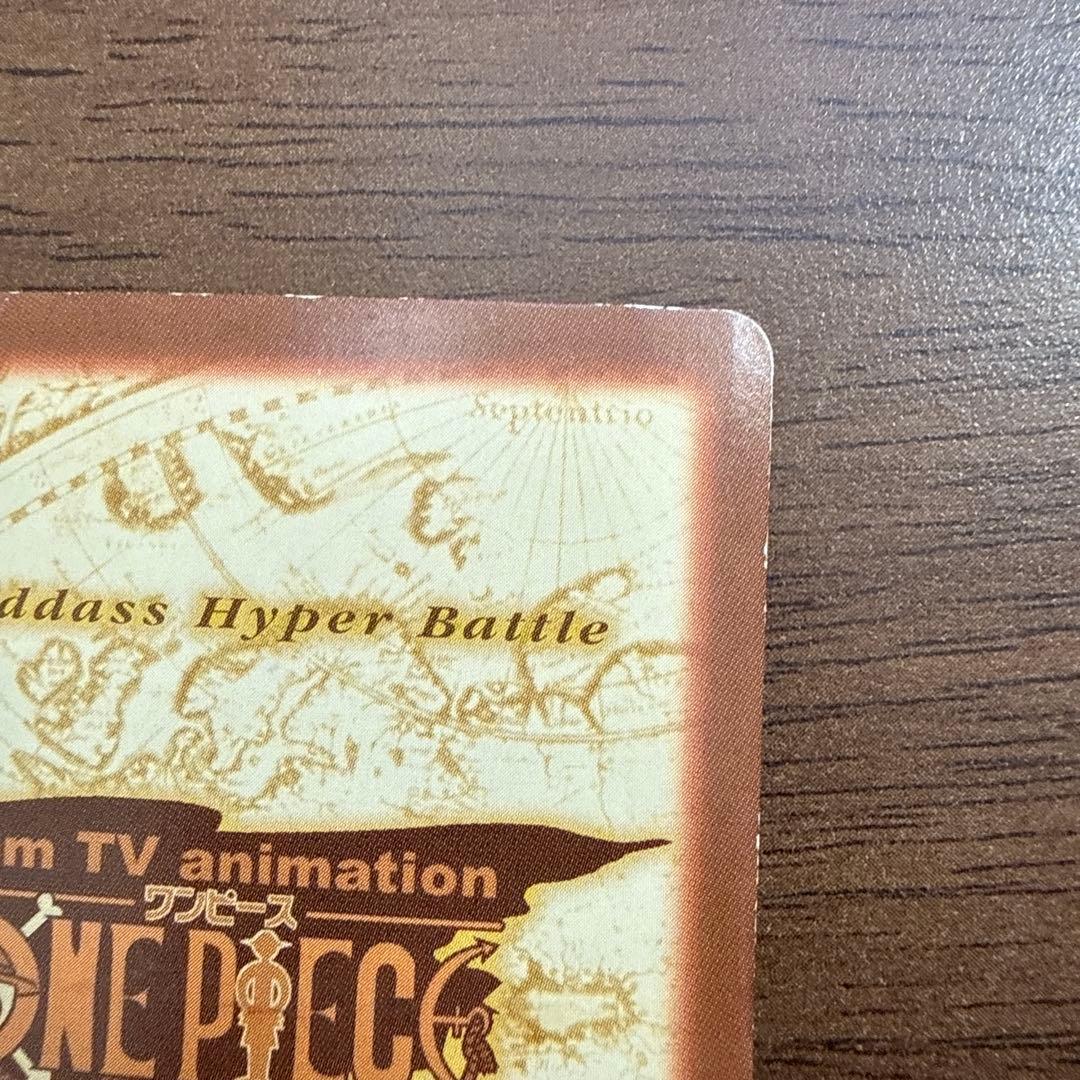 Septentrio
ddass Hyper Battle
m TV animation
ワンピース
ONE PIECE